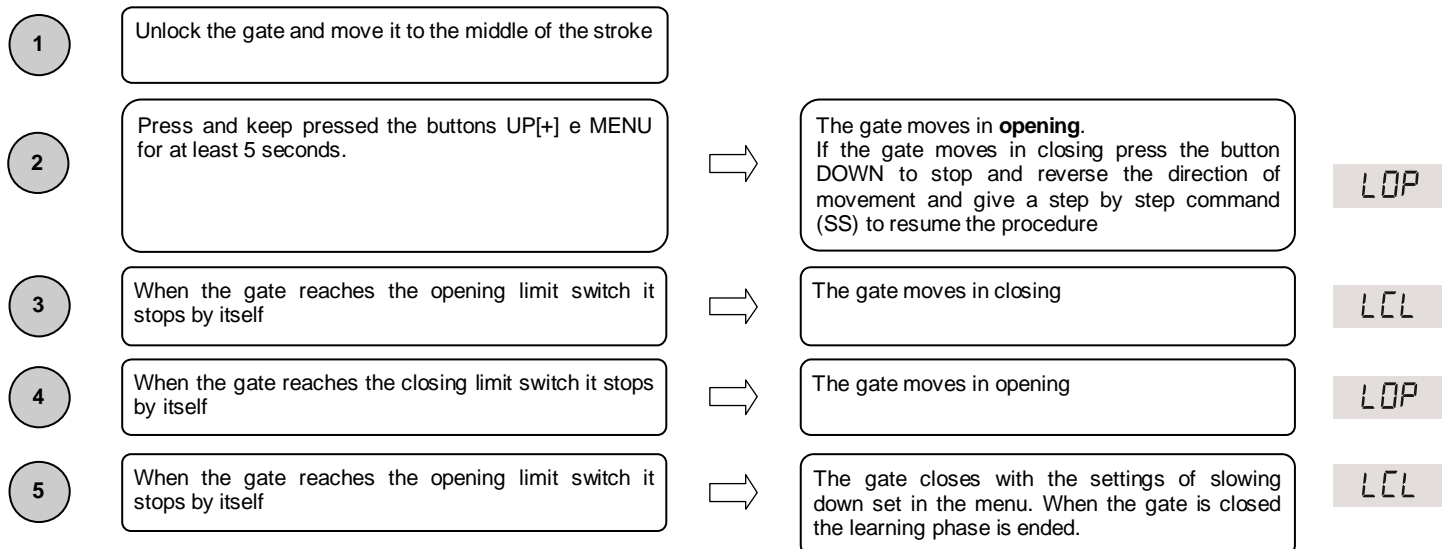 1
Unlock the gate and move it to the middle of the stroke
2
Press and keep pressed the buttons UP[+] e MENU
for at least 5 seconds.
The gate moves in opening.
If the gate moves in closing press the button
DOWN to stop and reverse the direction of
movement and give a step by step command
(SS) to resume the procedure
LOP
3
When the gate reaches the opening limit switch it
stops by itself
The gate moves in closing
LCL
4
When the gate reaches the closing limit switch it stops
by itself
The gate moves in opening
LOP
5
When the gate reaches the opening limit switch it
stops by itself
The gate closes with the settings of slowing
down set in the menu. When the gate is closed
the learning phase is ended.
LCL